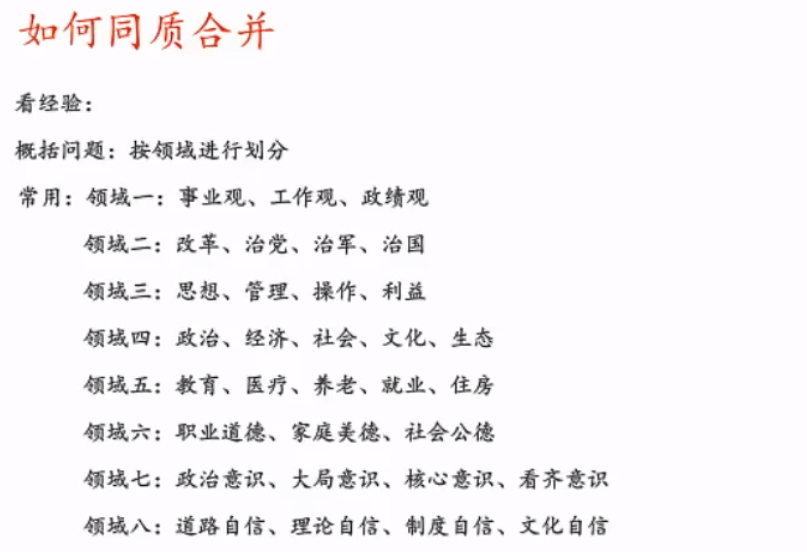 如何同质合并
看经验：
概括问题：按领域进行划分
常用：领域一：事业观、工作观、政绩观
领域二：改革、治党、治军、治国
领域三：思想、管理、操作、利益
领域四：政治、经济、社会、文化、生态
领域五：教育、医疗、养老、就业、住房
领域六：职业道德、家庭美德、社会公德
领域七：政治意识、大局意识、核心意识、看齐意识
领域八：道路自信、理论自信、制度自信、文化自信